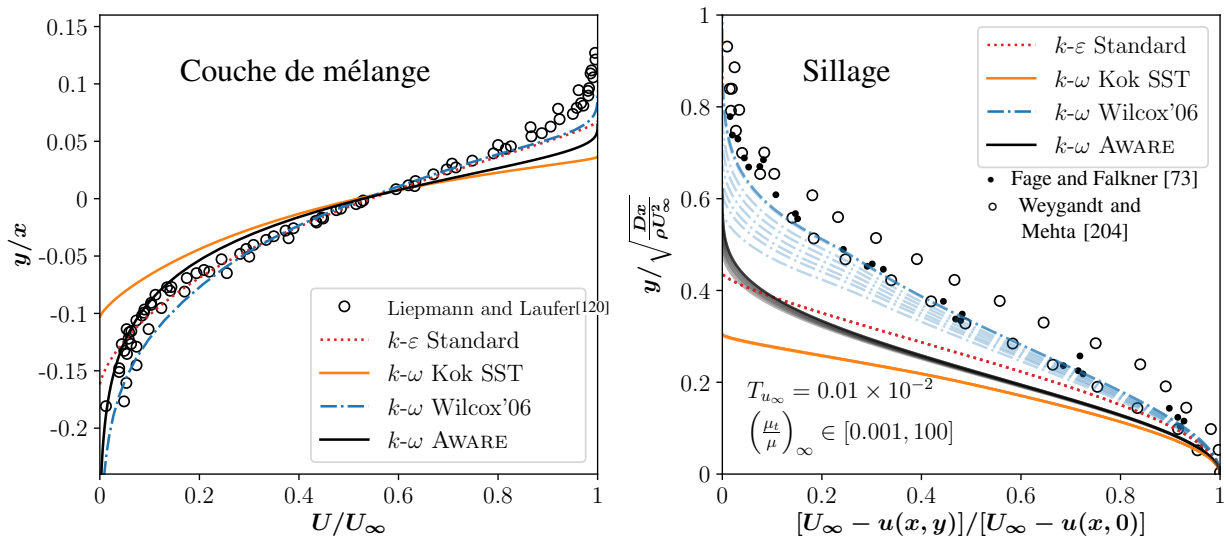 Couche de mélange
0.15
0.1
0.05
0
-0.05
-0.1
-0.15
-0.2
y/x
0
0.2
0.4
0.6
0.8
1
U/U∞
Liepmann and Laufer[120]
k-ε Standard
k-ω Kok SST
k-ω Wilcox'06
k-ω AWARE
Sillage
1
0.8
0.6
0.4
0.2
0
y/√(Dx/ρU²∞)
0.2
0.4
0.6
0.8
1
[U∞ − u(x, y)]/[U∞ − u(x, 0)]
k-ε Standard
k-ω Kok SST
k-ω Wilcox'06
k-ω AWARE
Fage and Falkner [73]
Weygandt and
Mehta [204]
Tu∞ = 0.01 × 10⁻²
(μt/μ)∞ ∈ [0.001, 100]